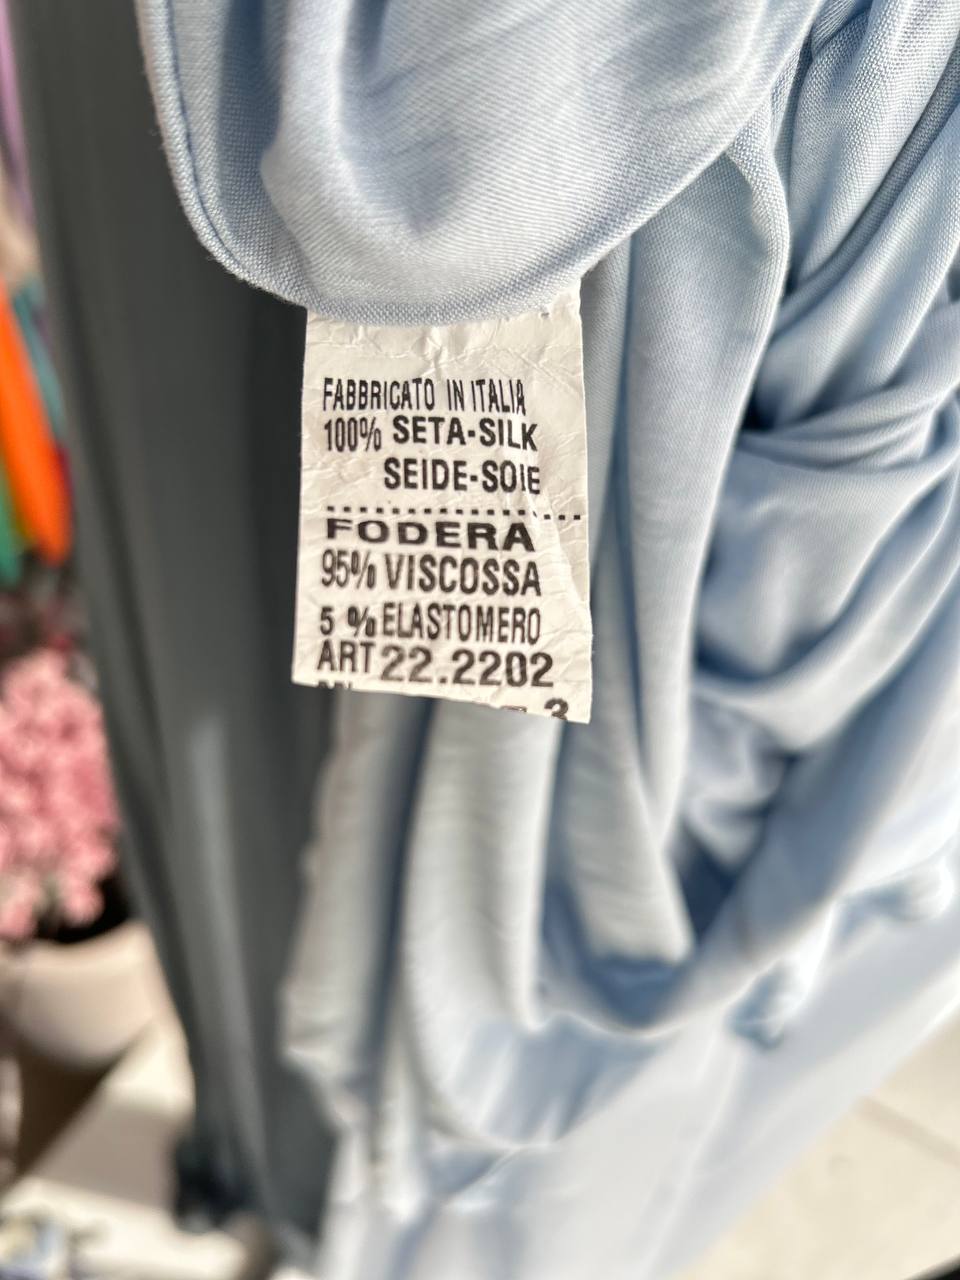 FABBRICATO IN ITALIA
100% SETA-SILK
SEIDE-SOIE
FODERA
95% VISCOSSA
5 % ELASTOMERO
ART 22.2202